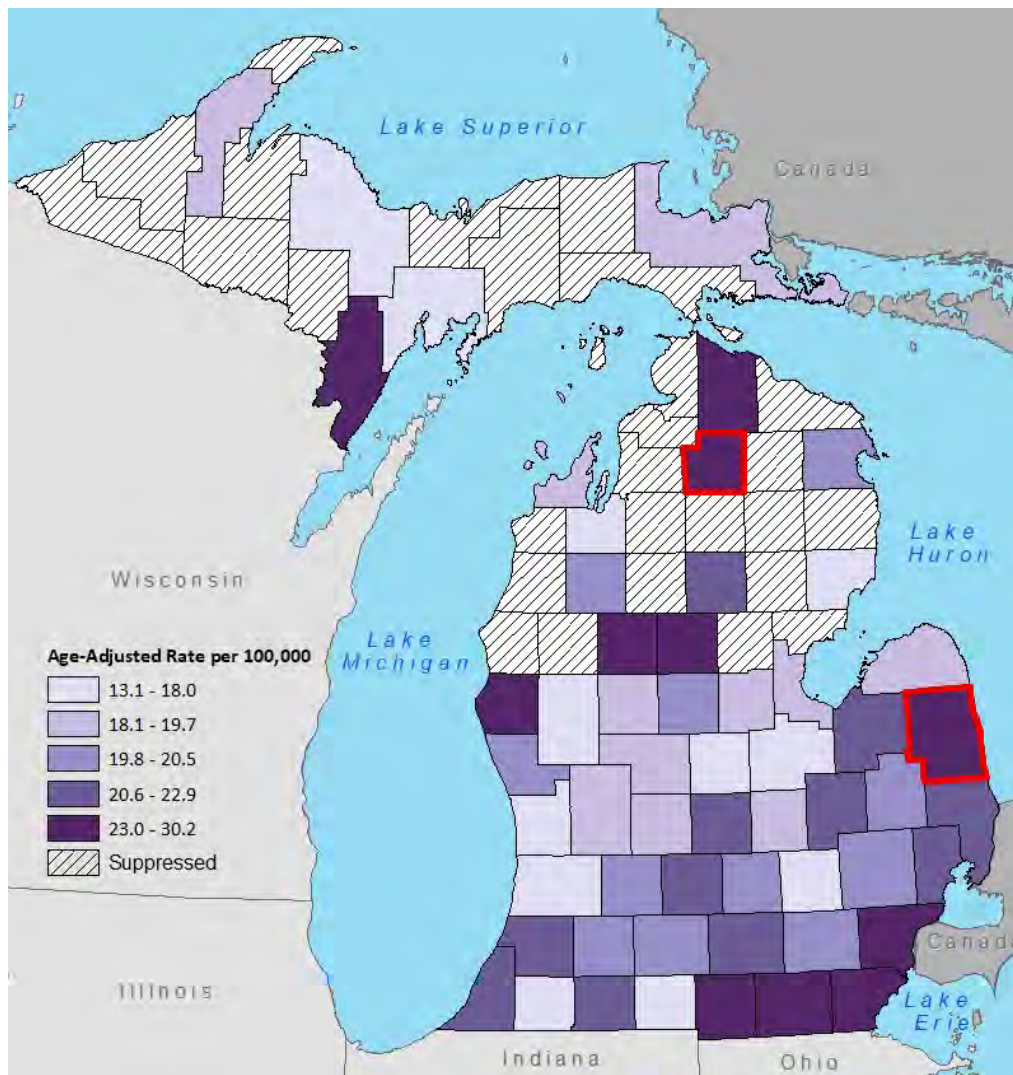 Lake Superior
Canada
Wisconsin
Lake
Huron
Lake
Michigan
Age-Adjusted Rate per 100,000
13.1 - 18.0
18.1 - 19.7
19.8 - 20.5
20.6 - 22.9
23.0 - 30.2
Suppressed
Canada
Illinois
Lake
Erie
Indiana
Ohio